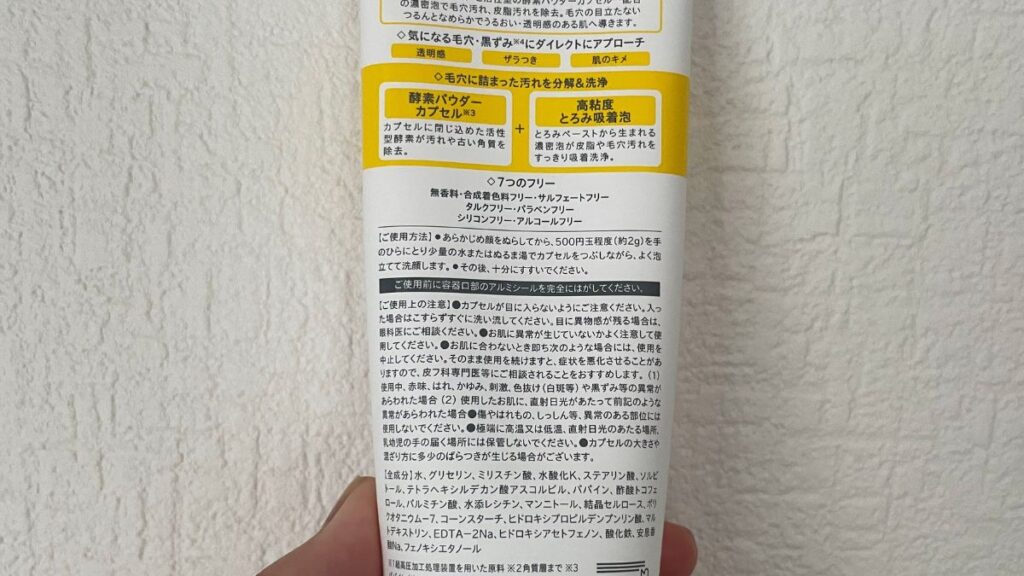 の濃密泡で毛穴汚れ、皮脂汚れを除去。毛穴の目立たない
つるんとなめらかでうるおい・透明感のある肌へ導きます。
◇気になる毛穴・黒ずみ※4にダイレクトにアプローチ
透明感 ザラつき 肌のキメ
◇毛穴に詰まった汚れを分解&洗浄
酵素パウダー
カプセル※3
カプセルに閉じ込めた活性
型酵素が汚れや古い角質を
除去。
+
高粘度
とろみ吸着泡
とろみペーストから生まれる
濃密泡が皮脂や毛穴汚れを
すっきり吸着洗浄。
◇7つのフリー
無香料・合成着色料フリー・サルフェートフリー
タルクフリー・パラベンフリー
シリコンフリー・アルコールフリー
【ご使用方法】●あらかじめ顔をぬらしてから、500円玉程度(約2g)を手
のひらにとり少量の水またはぬるま湯でカプセルをつぶしながら、よく泡
立てて洗顔します。●その後、十分にすすいでください。
ご使用前に容器口部のアルミシールを完全にはがしてください。
【ご使用上の注意】●カプセルが目に入らないようにご注意ください。入っ
た場合はこすらずすぐに洗い流してください。目に異物感が残る場合は、
眼科医にご相談ください。●お肌に異常が生じていないかよく注意して使
用してください。●お肌に合わないとき即ち次のような場合には、使用を
中止してください。そのまま使用を続けますと、症状を悪化させることがあ
りますので、皮フ科専門医等にご相談されることをおすすめします。(1)
使用中、赤味、はれ、かゆみ、刺激、色抜け(白斑等)や黒ずみ等の異常が
あらわれた場合(2)使用したお肌に、直射日光があたって前記のような
異常があらわれた場合●傷やはれもの、しっしん等、異常のある部位には
使用しないでください。●極端に高温又は低温、直射日光のあたる場所、
乳幼児の手の届く場所には保管しないでください。●カプセルの大きさや
混ざり方に多少のばらつきが生じる場合がございます。
【全成分】水、グリセリン、ミリスチン酸、水酸化K、ステアリン酸、ソルビ
トール、テトラヘキシルデカン酸アスコルビル、パパイン、酢酸トコフェ
ロール、パルミチン酸、水添レシチン、マンニトール、結晶セルロース、ポリ
クオタニウム-7、コーンスターチ、ヒドロキシプロピルデンプンリン酸、マル
トデキストリン、EDTA-2Na、ヒドロキシアセトフェノン、酸化鉄、安息香
酸Na、フェノキシエタノール
※1超高圧加工処理装置を用いた原料 ※2角質層まで ※3